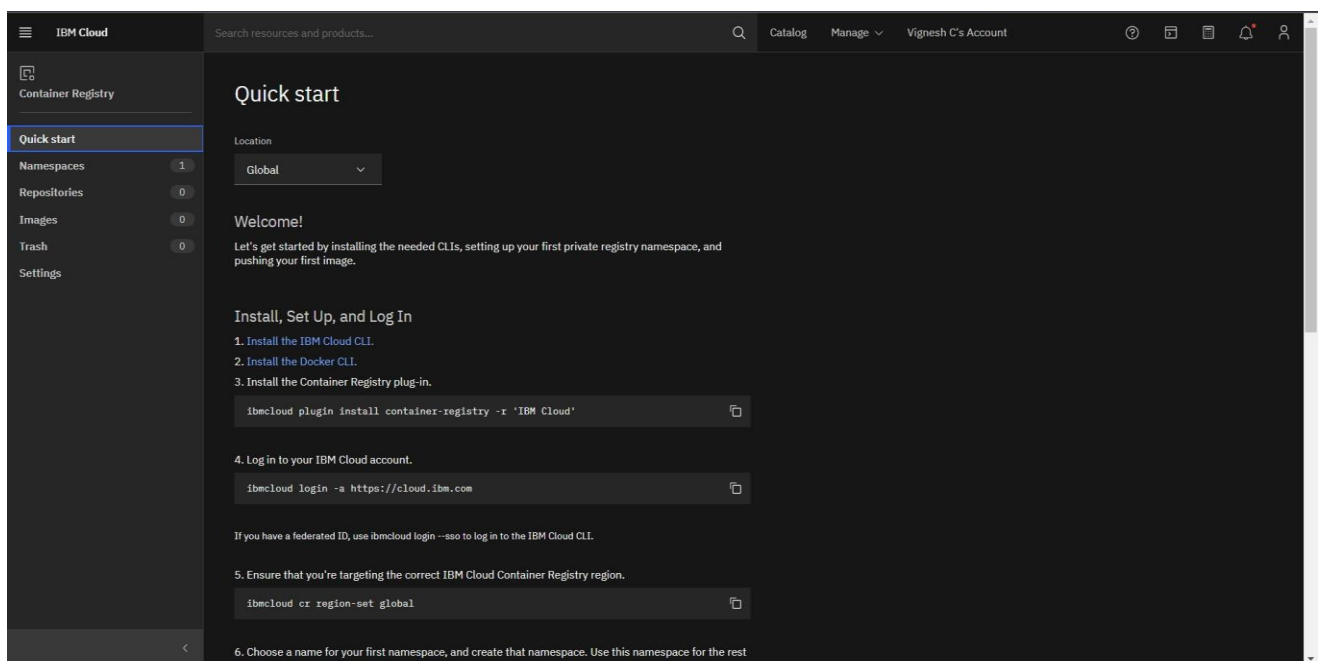 IBM Cloud
Search resources and products...
Catalog
Manage
Vignesh C's Account
Container Registry
Quick start
Namespaces 1
Repositories 0
Images 0
Trash 0
Settings
Quick start
Location
Global
Welcome!
Let's get started by installing the needed CLIs, setting up your first private registry namespace, and
pushing your first image.
Install, Set Up, and Log In
1. Install the IBM Cloud CLI.
2. Install the Docker CLI.
3. Install the Container Registry plug-in.
ibmcloud plugin install container-registry -r 'IBM Cloud'
4. Log in to your IBM Cloud account.
ibmcloud login -a https://cloud.ibm.com
If you have a federated ID, use ibmcloud login --sso to log in to the IBM Cloud CLI.
5. Ensure that you're targeting the correct IBM Cloud Container Registry region.
ibmcloud cr region-set global
6. Choose a name for your first namespace, and create that namespace. Use this namespace for the rest